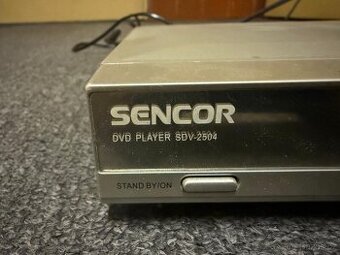 SENCOR
DVD PLAYER SDV-2504
STAND BY/ON